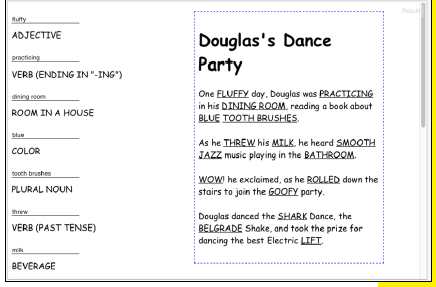 fluffy
ADJECTIVE
practicing
VERB (ENDING IN "-ING")
dining room
ROOM IN A HOUSE
blue
COLOR
tooth brushes
PLURAL NOUN
threw
VERB (PAST TENSE)
milk
BEVERAGE
Result
Douglas's Dance
Party
One FLUFFY day, Douglas was PRACTICING
in his DINING ROOM, reading a book about
BLUE TOOTH BRUSHES.
As he THREW his MILK, he heard SMOOTH
JAZZ music playing in the BATHROOM.
WOW! he exclaimed, as he ROLLED down the
stairs to join the GOOFY party.
Douglas danced the SHARK Dance, the
BELGRADE Shake, and took the prize for
dancing the best Electric LIFT.